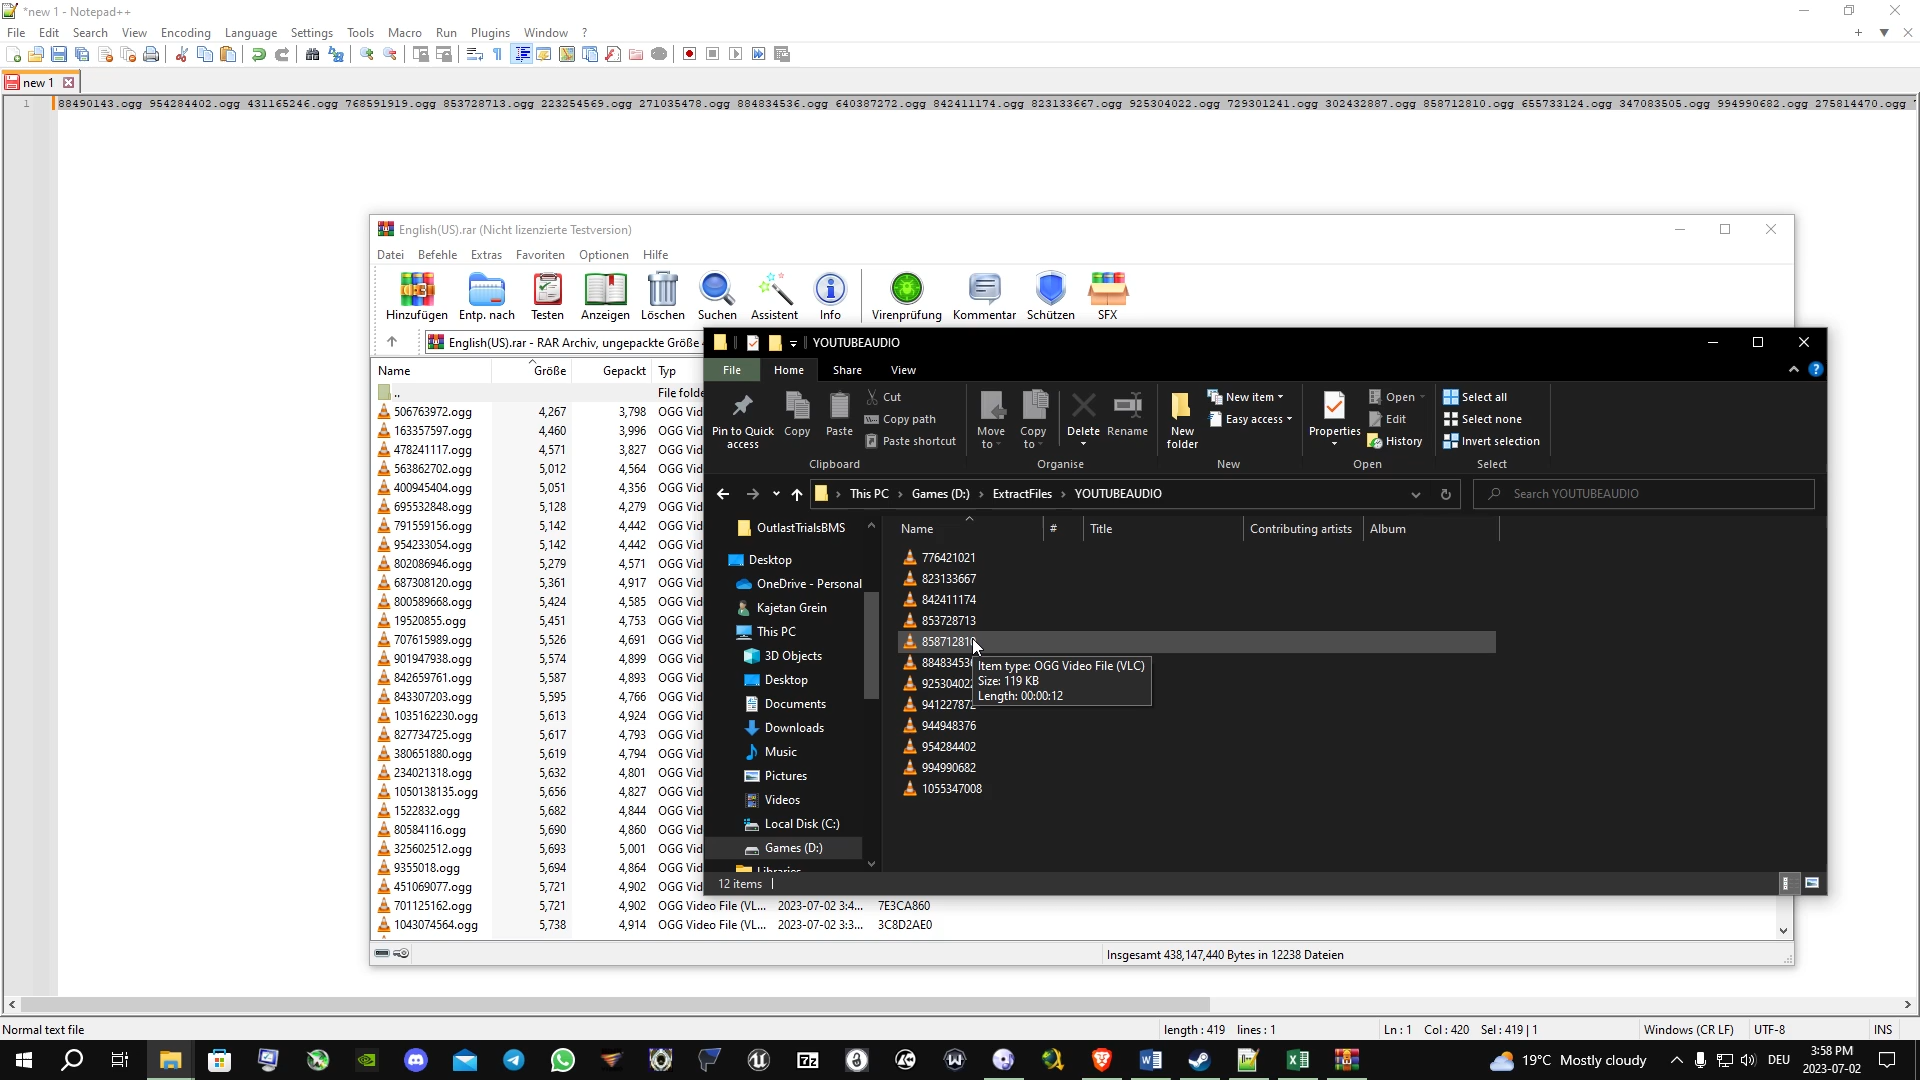 *new 1 - Notepad++
File Edit Search View Encoding Language Settings Tools Macro Run Plugins Window ?
new 1
1 88490143.ogg 954284402.ogg 431165246.ogg 768591919.ogg 853728713.ogg 223254569.ogg 271035478.ogg 884834536.ogg 640387272.ogg 842411174.ogg 823133667.ogg 925304022.ogg 729301241.ogg 302432887.ogg 858712810.ogg 655733124.ogg 347083505.ogg 994990682.ogg 275814470.ogg
English(US).rar (Nicht lizenzierte Testversion)
Datei Befehle Extras Favoriten Optionen Hilfe
Hinzufügen Entp. nach Testen Anzeigen Löschen Suchen Assistent Info Virenprüfung Kommentar Schützen SFX
English(US).rar - RAR Archiv, ungepackte Größe
Name Größe Gepackt Typ
.. File folde
506763972.ogg 4,267 3,798 OGG Vid
163357597.ogg 4,460 3,996 OGG Vid
478241117.ogg 4,571 3,827 OGG Vid
563862702.ogg 5,012 4,564 OGG Vid
400945404.ogg 5,051 4,356 OGG Vid
695532848.ogg 5,128 4,279 OGG Vid
791559156.ogg 5,142 4,442 OGG Vid
954233054.ogg 5,142 4,442 OGG Vid
802086946.ogg 5,279 4,571 OGG Vid
687308120.ogg 5,361 4,917 OGG Vid
800589668.ogg 5,424 4,585 OGG Vid
19520855.ogg 5,451 4,753 OGG Vid
707615989.ogg 5,526 4,691 OGG Vid
901947938.ogg 5,574 4,899 OGG Vid
842659761.ogg 5,587 4,893 OGG Vid
843307203.ogg 5,595 4,766 OGG Vid
1035162230.ogg 5,613 4,924 OGG Vid
827734725.ogg 5,617 4,793 OGG Vid
380651880.ogg 5,619 4,794 OGG Vid
234021318.ogg 5,632 4,801 OGG Vid
1050138135.ogg 5,656 4,827 OGG Vid
1522832.ogg 5,682 4,844 OGG Vid
80584116.ogg 5,690 4,860 OGG Vid
325602512.ogg 5,693 5,001 OGG Vid
9355018.ogg 5,694 4,864 OGG Vid
451069077.ogg 5,721 4,902 OGG Vid
701125162.ogg 5,721 4,902 OGG Video File (VL... 2023-07-02 3:4... 7E3CA860
1043074564.ogg 5,738 4,914 OGG Video File (VL... 2023-07-02 3:3... 3C8D2AE0
Insgesamt 438,147,440 Bytes in 12238 Dateien
YOUTUBEAUDIO
File Home Share View
Pin to Quick access
Copy
Paste
Cut
Copy path
Paste shortcut
Clipboard
Move to
Copy to
Delete
Rename
Organise
New folder
New item
Easy access
New
Properties
Open
Edit
History
Open
Select all
Select none
Invert selection
Select
This PC Games (D:) ExtractFiles YOUTUBEAUDIO
Search YOUTUBEAUDIO
OutlastTrialsBMS
Desktop
OneDrive - Personal
Kajetan Grein
This PC
3D Objects
Desktop
Documents
Downloads
Music
Pictures
Videos
Local Disk (C:)
Games (D:)
Libraries
Name # Title Contributing artists Album
776421021
823133667
842411174
853728713
858712810
88483453
92530402
94122787
944948376
954284402
994990682
1055347008
Item type: OGG Video File (VLC)
Size: 119 KB
Length: 00:00:12
12 items
Normal text file length : 419 lines : 1 Ln : 1 Col : 420 Sel : 419 | 1 Windows (CR LF) UTF-8 INS
19°C Mostly cloudy DEU 3:58 PM
2023-07-02